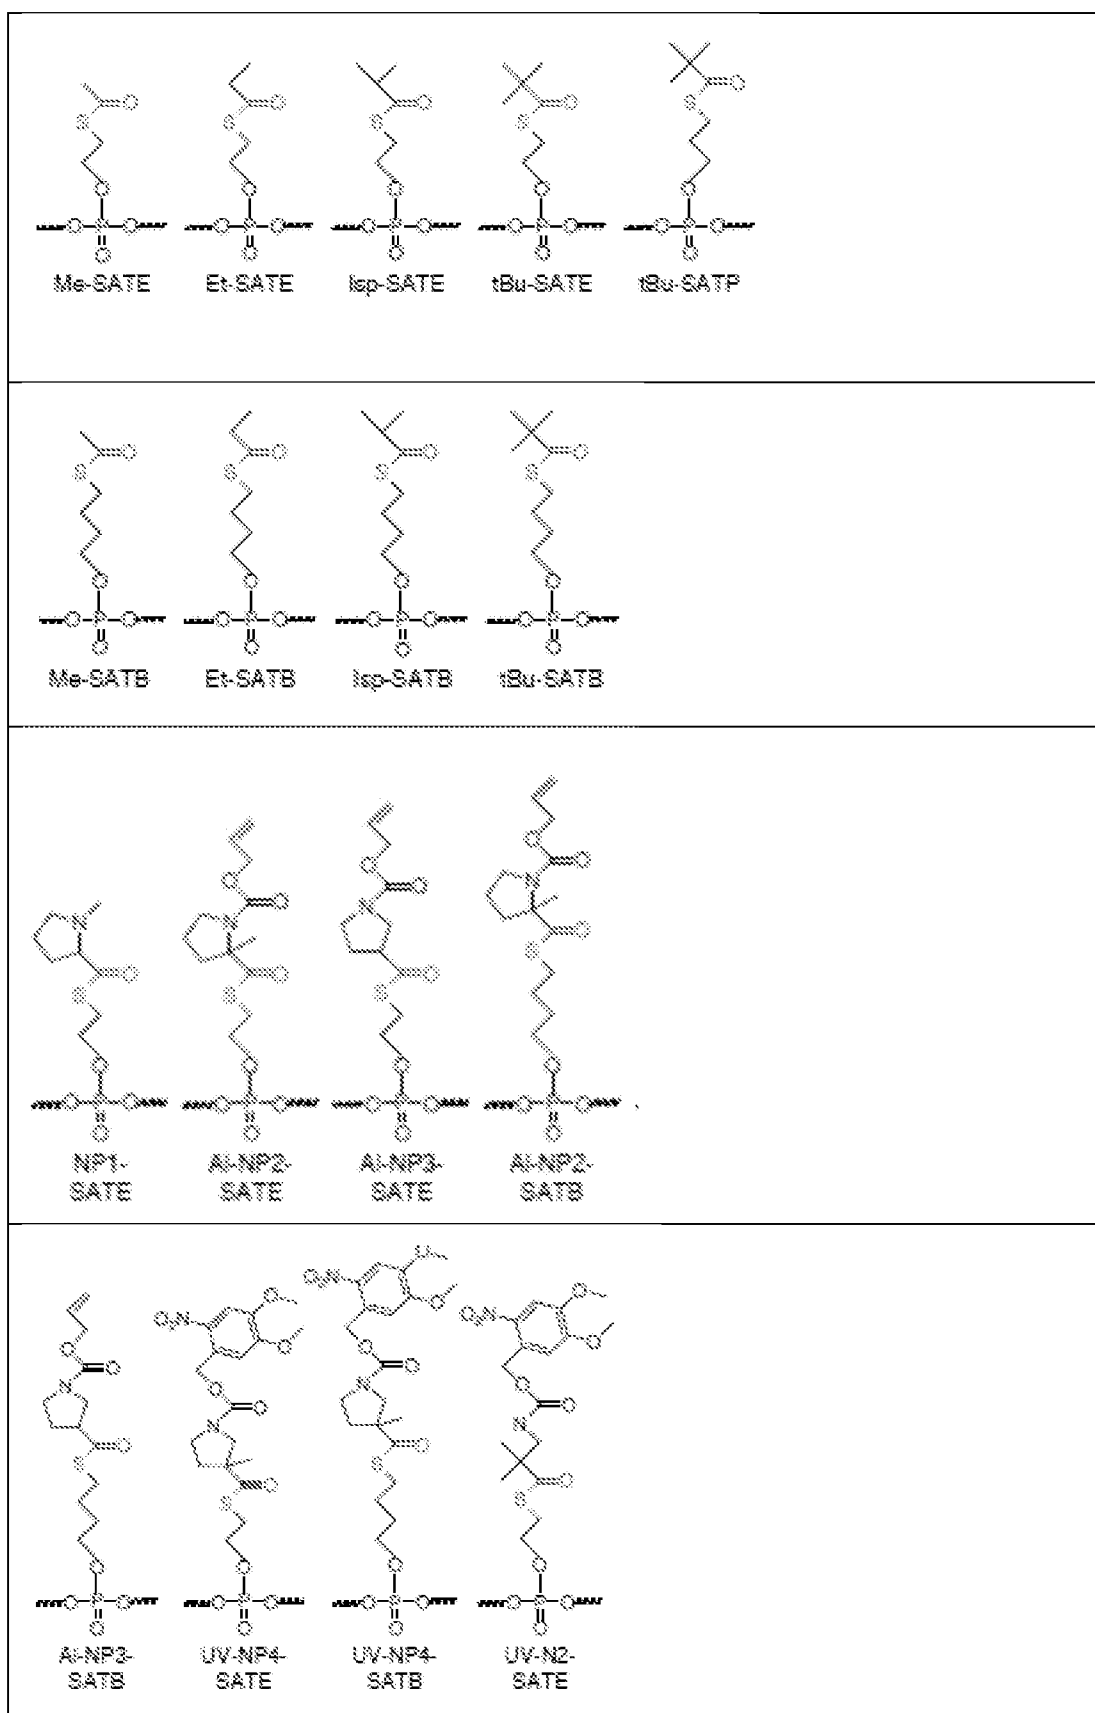 Me-SATE Et-SATE Isp-SATE tBu-SATE tBu-SATP
Me-SATB Et-SATB Isp-SATB tBu-SATB
NP1-SATE Al-NP2-SATE Al-NP3-SATE Al-NP2-SATB
Al-NP3-SATB UV-NP4-SATE UV-NP4-SATB UV-N2-SATE